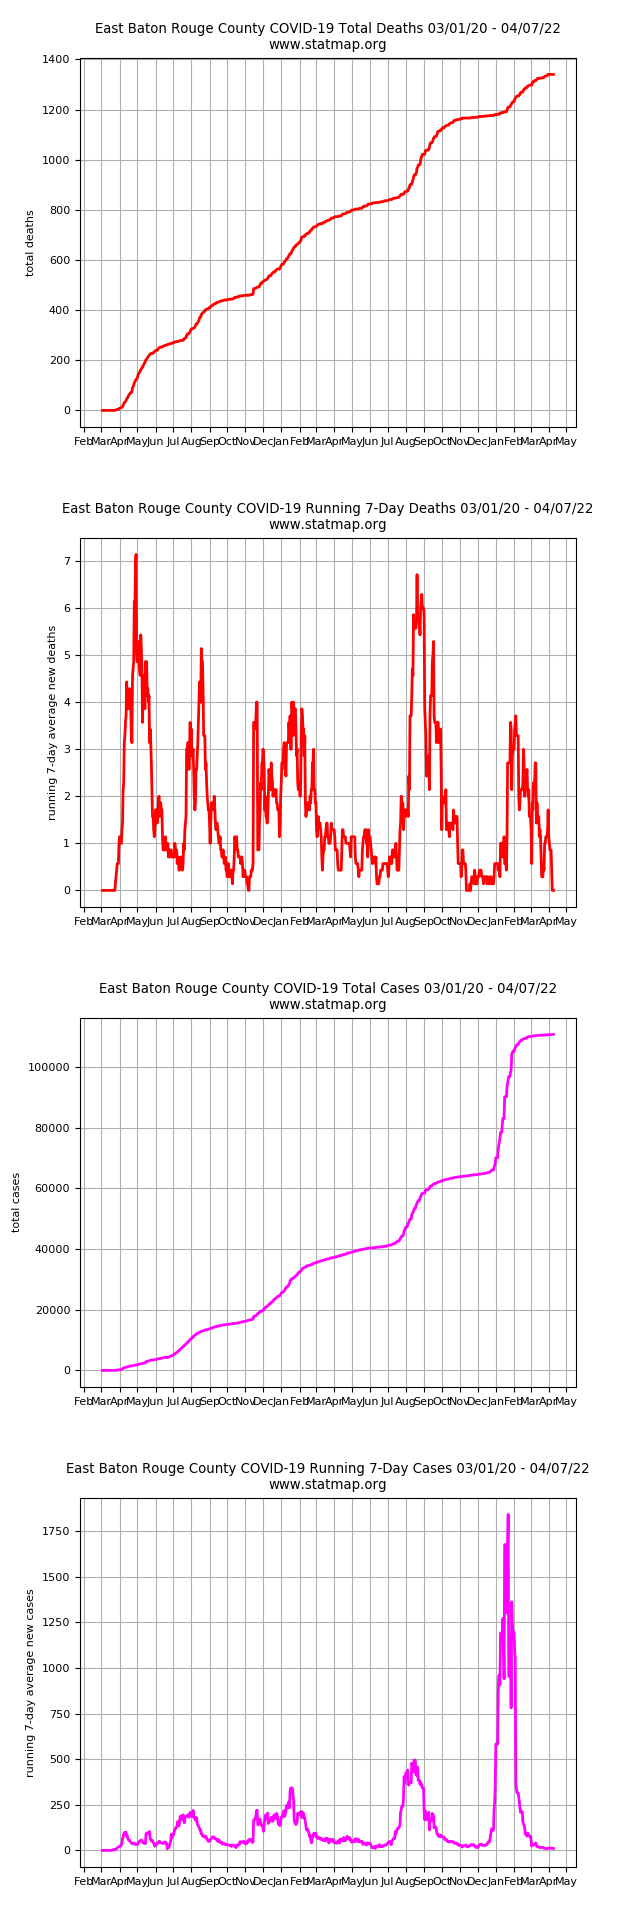 East Baton Rouge County COVID-19 Total Deaths 03/01/20 - 04/07/22
www.statmap.org
total deaths
1400
1200
1000
800
600
400
200
0
Feb Mar Apr May Jun Jul Aug Sep Oct Nov Dec Jan Feb Mar Apr May Jun Jul Aug Sep Oct Nov Dec Jan Feb Mar Apr May
East Baton Rouge County COVID-19 Running 7-Day Deaths 03/01/20 - 04/07/22
www.statmap.org
running 7-day average new deaths
7
6
5
4
3
2
1
0
Feb Mar Apr May Jun Jul Aug Sep Oct Nov Dec Jan Feb Mar Apr May Jun Jul Aug Sep Oct Nov Dec Jan Feb Mar Apr May
East Baton Rouge County COVID-19 Total Cases 03/01/20 - 04/07/22
www.statmap.org
total cases
100000
80000
60000
40000
20000
0
Feb Mar Apr May Jun Jul Aug Sep Oct Nov Dec Jan Feb Mar Apr May Jun Jul Aug Sep Oct Nov Dec Jan Feb Mar Apr May
East Baton Rouge County COVID-19 Running 7-Day Cases 03/01/20 - 04/07/22
www.statmap.org
running 7-day average new cases
1750
1500
1250
1000
750
500
250
0
Feb Mar Apr May Jun Jul Aug Sep Oct Nov Dec Jan Feb Mar Apr May Jun Jul Aug Sep Oct Nov Dec Jan Feb Mar Apr May